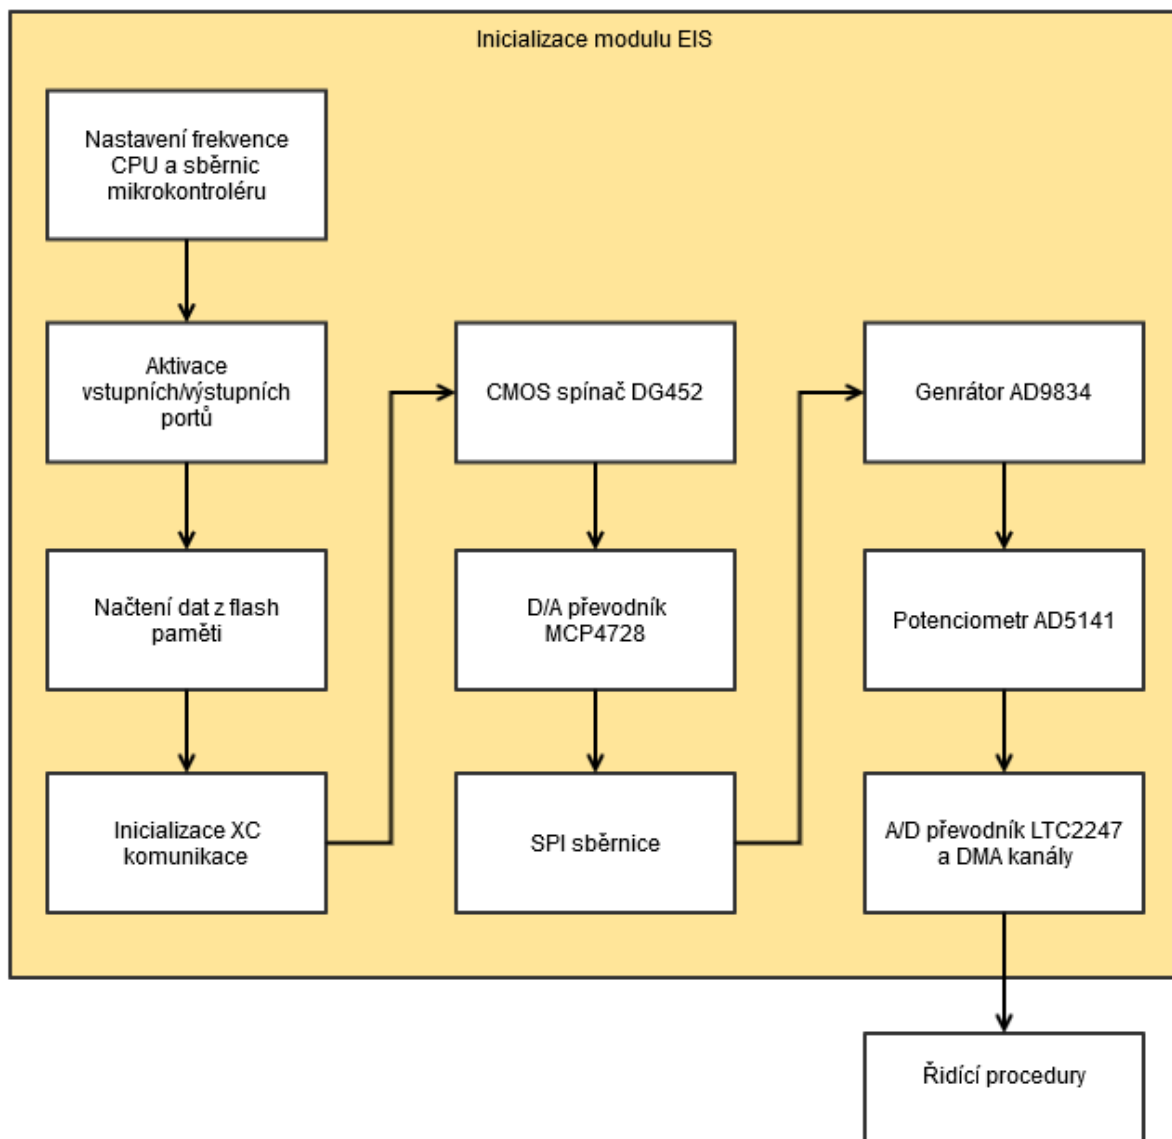 Inicializace modulu EIS
Nastavení frekvence
CPU a sběrnic
mikrokontroléru
Aktivace
vstupních/výstupních
portů
Načtení dat z flash
paměti
Inicializace XC
komunikace
CMOS spínač DG452
D/A převodník
MCP4728
SPI sběrnice
Genrátor AD9834
Potenciometr AD5141
A/D převodník LTC2247
a DMA kanály
Řidící procedury